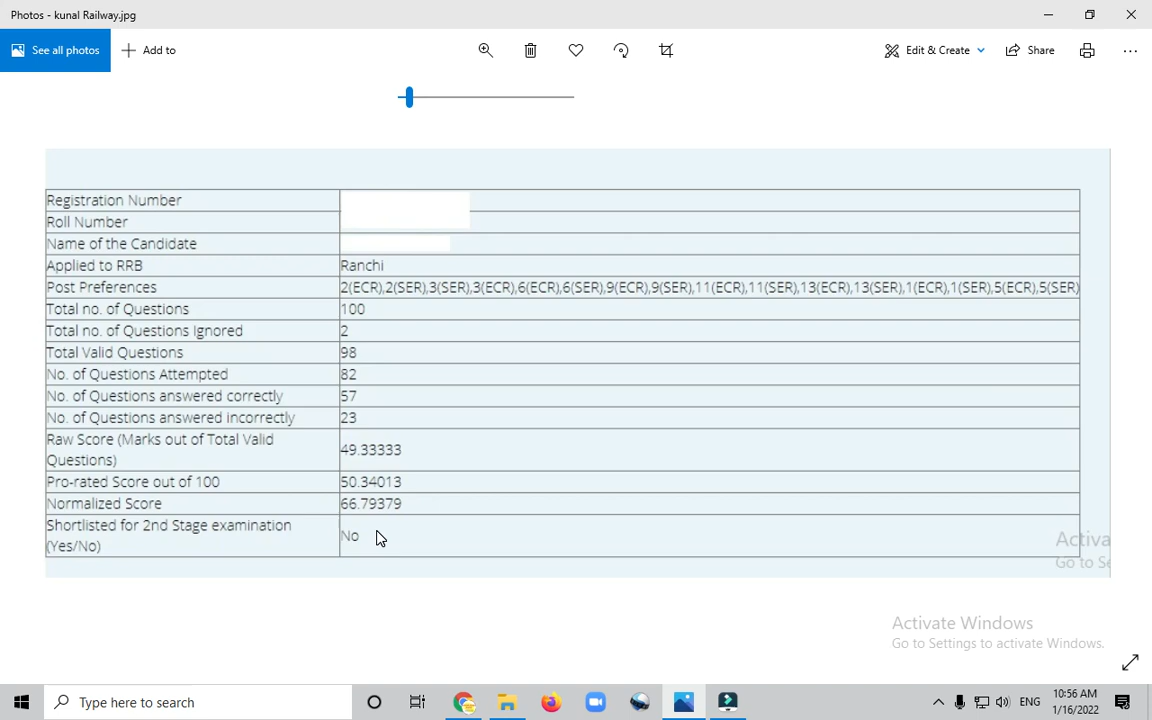 Photos - kunal Railway.jpg
See all photos
Add to
Edit & Create
Share
Registration Number
Roll Number
Name of the Candidate
Applied to RRB Ranchi
Post Preferences 2(ECR),2(SER),3(SER),3(ECR),6(ECR),6(SER),9(ECR),9(SER),11(ECR),11(SER),13(ECR),13(SER),1(ECR),1(SER),5(ECR),5(SER)
Total no. of Questions 100
Total no. of Questions Ignored 2
Total Valid Questions 98
No. of Questions Attempted 82
No. of Questions answered correctly 57
No. of Questions answered incorrectly 23
Raw Score (Marks out of Total Valid
Questions) 49.33333
Pro-rated Score out of 100 50.34013
Normalized Score 66.79379
Shortlisted for 2nd Stage examination
(Yes/No) No
Activa
Go to Se
Activate Windows
Go to Settings to activate Windows.
Type here to search
ENG
10:56 AM
1/16/2022